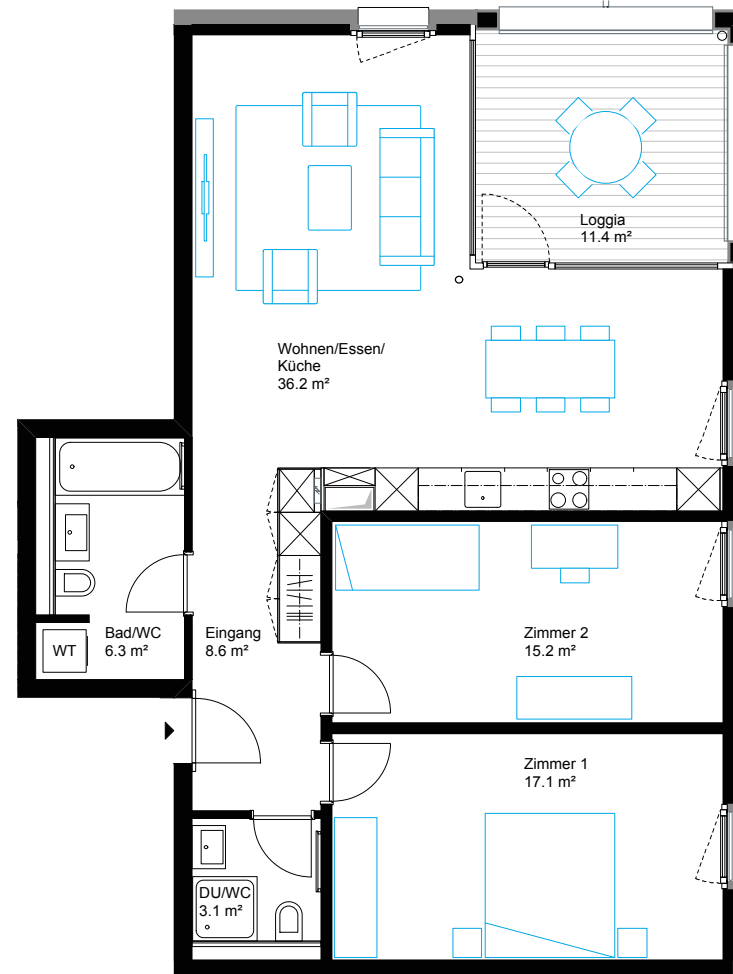 Loggia
11.4 m²
Wohnen/Essen/
Küche
36.2 m²
Bad/WC
6.3 m²
WT
Eingang
8.6 m²
Zimmer 2
15.2 m²
Zimmer 1
17.1 m²
DU/WC
3.1 m²